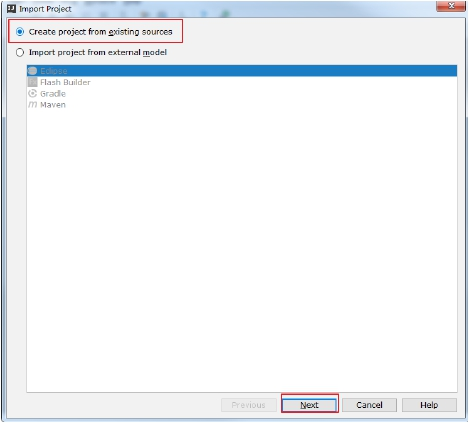 Import Project
Create project from existing sources
Import project from external model
Eclipse
Flash Builder
Gradle
Maven
Previous
Next
Cancel
Help